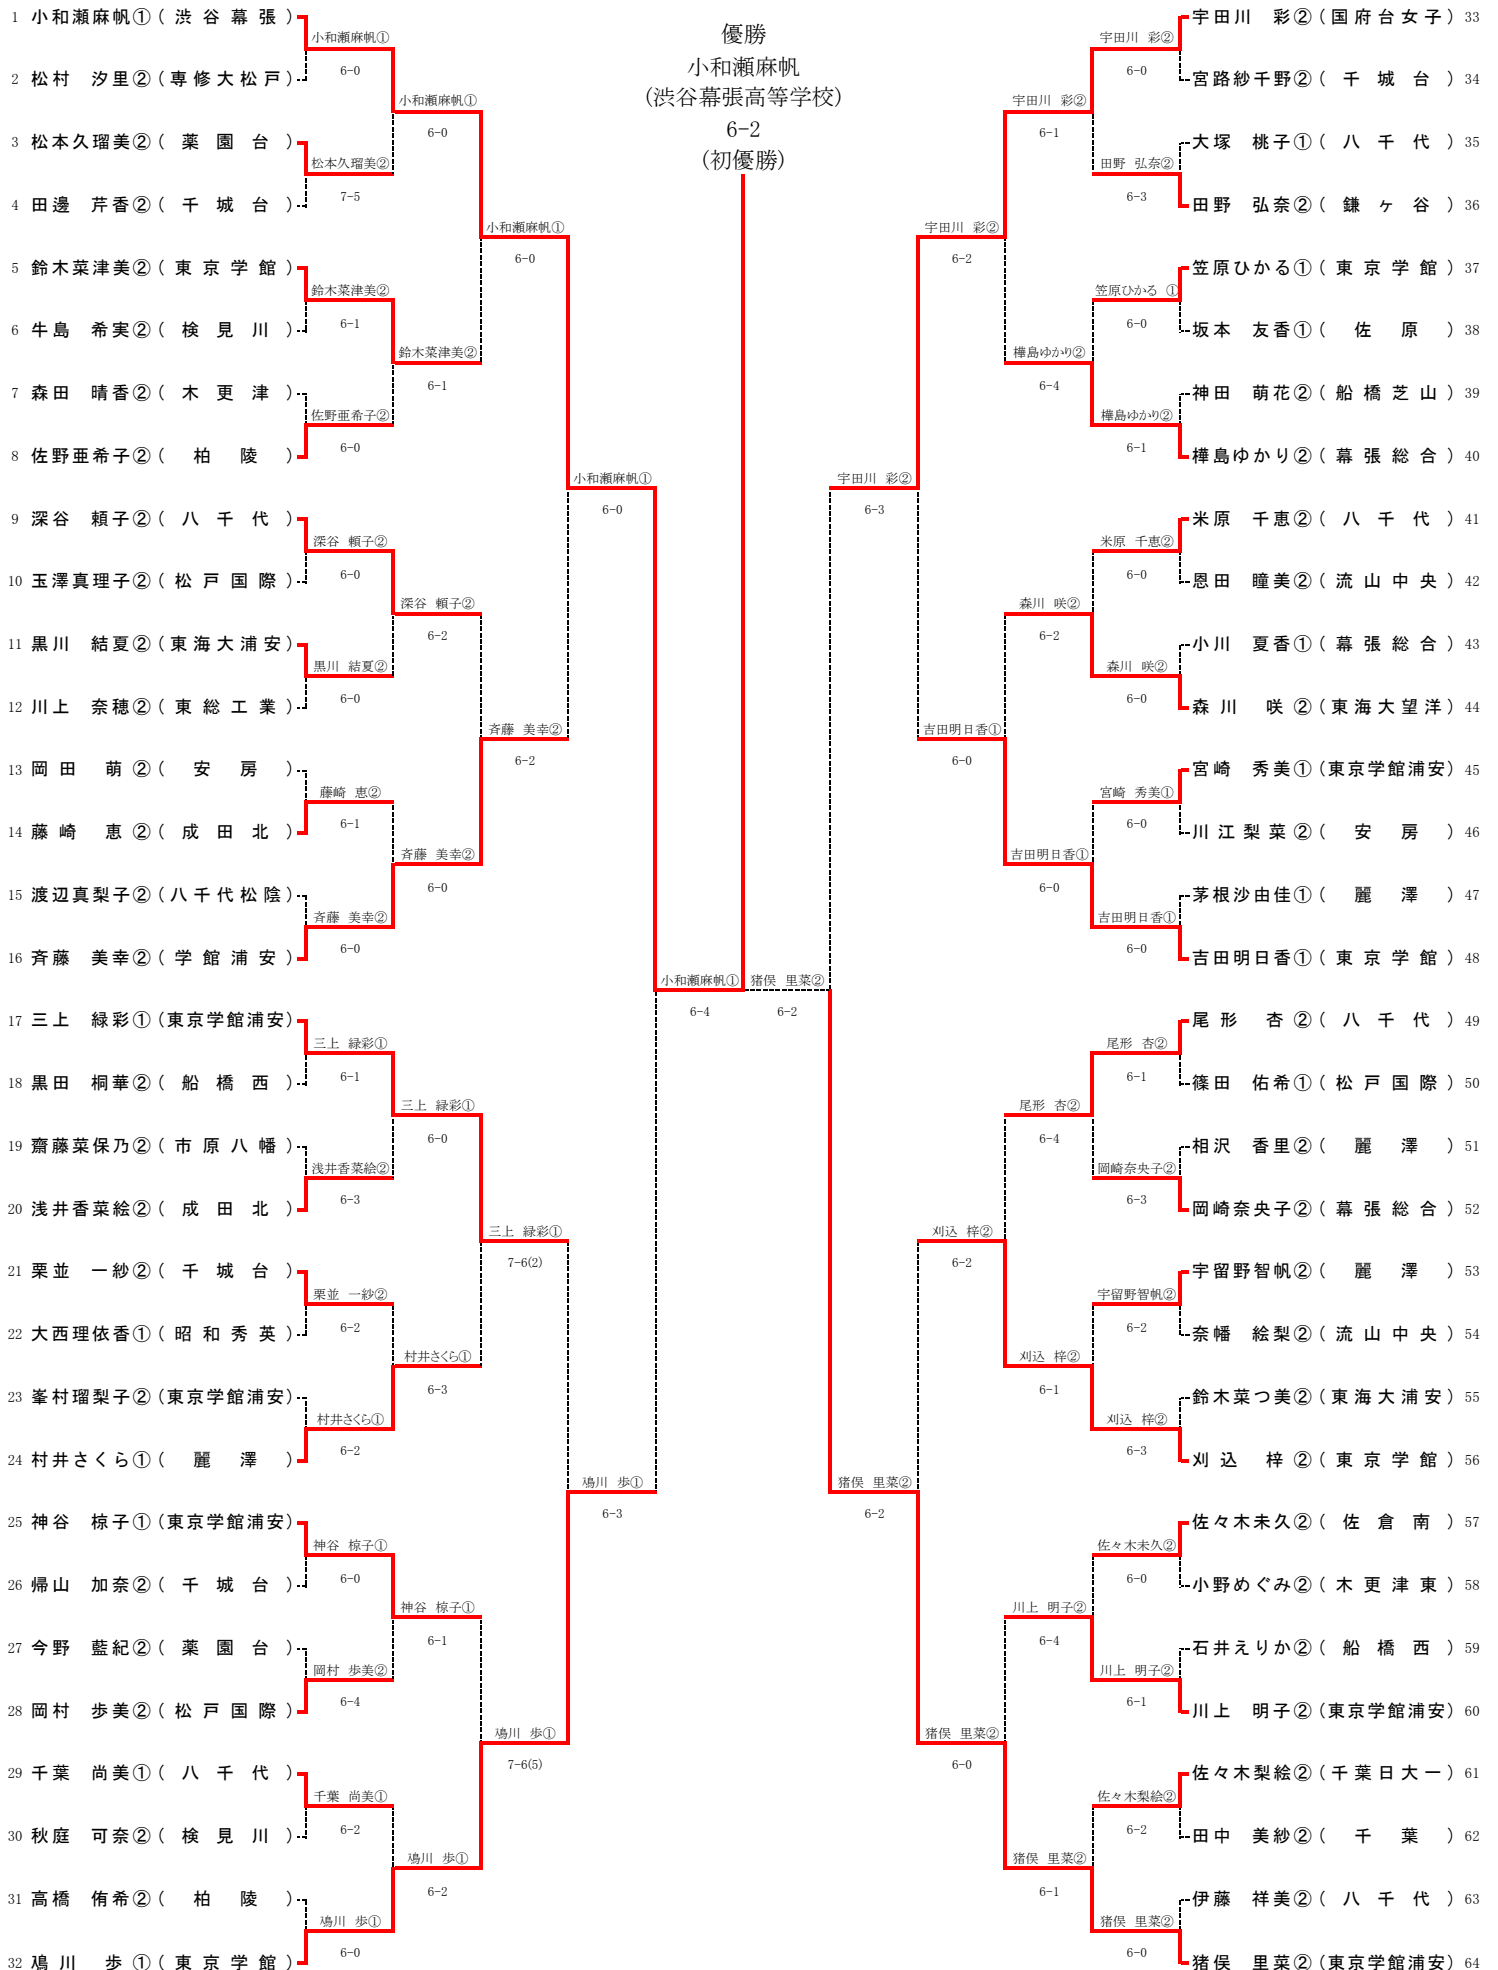 優勝
小和瀬麻帆
(渋谷幕張高等学校)
6-2
(初優勝)
1 小和瀬麻帆① ( 渋谷幕張 )
2 松村 汐里② ( 専修大松戸 )
3 松本久瑠美② ( 薬園台 )
4 田邊 芹香② ( 千城台 )
5 鈴木菜津美② ( 東京学館 )
6 牛島 希実② ( 検見川 )
7 森田 晴香② ( 木更津 )
8 佐野亜希子② ( 柏陵 )
9 深谷 頼子② ( 八千代 )
10 玉澤真理子② ( 松戸国際 )
11 黒川 結夏② ( 東海大浦安 )
12 川上 奈穂② ( 東総工業 )
13 岡田 萌② ( 安房 )
14 藤崎 恵② ( 成田北 )
15 渡辺真梨子② ( 八千代松陰 )
16 斉藤 美幸② ( 学館浦安 )
17 三上 緑彩① (東京学館浦安)
18 黒田 桐華② ( 船橋西 )
19 齋藤菜保乃② ( 市原八幡 )
20 浅井香菜絵② ( 成田北 )
21 栗並 一紗② ( 千城台 )
22 大西理依香① ( 昭和秀英 )
23 峯村瑠梨子② (東京学館浦安)
24 村井さくら① ( 麗澤 )
25 神谷 椋子① (東京学館浦安)
26 帰山 加奈② ( 千城台 )
27 今野 藍紀② ( 薬園台 )
28 岡村 歩美② ( 松戸国際 )
29 千葉 尚美① ( 八千代 )
30 秋庭 可奈② ( 検見川 )
31 高橋 侑希② ( 柏陵 )
32 鳰川 歩① ( 東京学館 )
小和瀬麻帆①
6-0
松本久瑠美②
7-5
鈴木菜津美②
6-1
佐野亜希子②
6-0
深谷 頼子②
6-0
黒川 結夏②
6-0
藤崎 恵②
6-1
斉藤 美幸②
6-0
三上 緑彩①
6-1
浅井香菜絵②
6-3
栗並 一紗②
6-2
村井さくら①
6-2
神谷 椋子①
6-0
岡村 歩美②
6-4
千葉 尚美①
6-2
鳰川 歩①
6-0
小和瀬麻帆①
6-0
鈴木菜津美②
6-1
深谷 頼子②
6-2
斉藤 美幸②
6-0
三上 緑彩①
6-0
村井さくら①
6-3
神谷 椋子①
6-1
鳰川 歩①
6-2
小和瀬麻帆①
6-0
斉藤 美幸②
6-2
三上 緑彩①
7-6(2)
鳰川 歩①
7-6(5)
小和瀬麻帆①
6-0
鳰川 歩①
6-3
小和瀬麻帆①
6-4
猪俣 里菜②
6-2
宇田川 彩②
6-3
猪俣 里菜②
6-2
宇田川 彩②
6-2
吉田明日香①
6-0
刈込 梓②
6-2
猪俣 里菜②
6-0
宇田川 彩②
6-1
樺島ゆかり②
6-4
森川 咲②
6-2
吉田明日香①
6-0
尾形 杏②
6-4
刈込 梓②
6-1
川上 明子②
6-4
猪俣 里菜②
6-1
宇田川 彩②
6-0
田野 弘奈②
6-3
笠原ひかる ①
6-0
樺島ゆかり②
6-1
米原 千恵②
6-0
森川 咲②
6-0
宮崎 秀美①
6-0
吉田明日香①
6-0
尾形 杏②
6-1
岡崎奈央子②
6-3
宇留野智帆②
6-2
刈込 梓②
6-3
佐々木未久②
6-0
川上 明子②
6-1
佐々木梨絵②
6-2
猪俣 里菜②
6-0
宇田川 彩② ( 国府台女子 ) 33
宮路紗千野② ( 千城台 ) 34
大塚 桃子① ( 八千代 ) 35
田野 弘奈② ( 鎌ヶ谷 ) 36
笠原ひかる① ( 東京学館 ) 37
坂本 友香① ( 佐原 ) 38
神田 萌花② ( 船橋芝山 ) 39
樺島ゆかり② ( 幕張総合 ) 40
米原 千恵② ( 八千代 ) 41
恩田 瞳美② ( 流山中央 ) 42
小川 夏香① ( 幕張総合 ) 43
森川 咲② ( 東海大望洋 ) 44
宮崎 秀美① (東京学館浦安) 45
川江梨菜② ( 安房 ) 46
茅根沙由佳① ( 麗澤 ) 47
吉田明日香① ( 東京学館 ) 48
尾形 杏② ( 八千代 ) 49
篠田 佑希① ( 松戸国際 ) 50
相沢 香里② ( 麗澤 ) 51
岡崎奈央子② ( 幕張総合 ) 52
宇留野智帆② ( 麗澤 ) 53
奈幡 絵梨② ( 流山中央 ) 54
鈴木菜つ美② ( 東海大浦安 ) 55
刈込 梓② ( 東京学館 ) 56
佐々木未久② ( 佐倉南 ) 57
小野めぐみ② ( 木更津東 ) 58
石井えりか② ( 船橋西 ) 59
川上 明子② (東京学館浦安) 60
佐々木梨絵② ( 千葉日大一 ) 61
田中 美紗② ( 千葉 ) 62
伊藤 祥美② ( 八千代 ) 63
猪俣 里菜② (東京学館浦安) 64